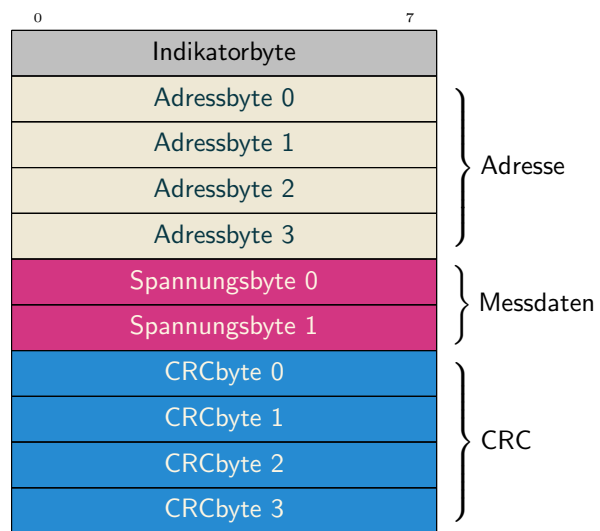 0 7
Indikatorbyte
Adressbyte 0
Adressbyte 1
Adressbyte 2
Adressbyte 3
Adresse
Spannungsbyte 0
Spannungsbyte 1
Messdaten
CRCbyte 0
CRCbyte 1
CRCbyte 2
CRCbyte 3
CRC